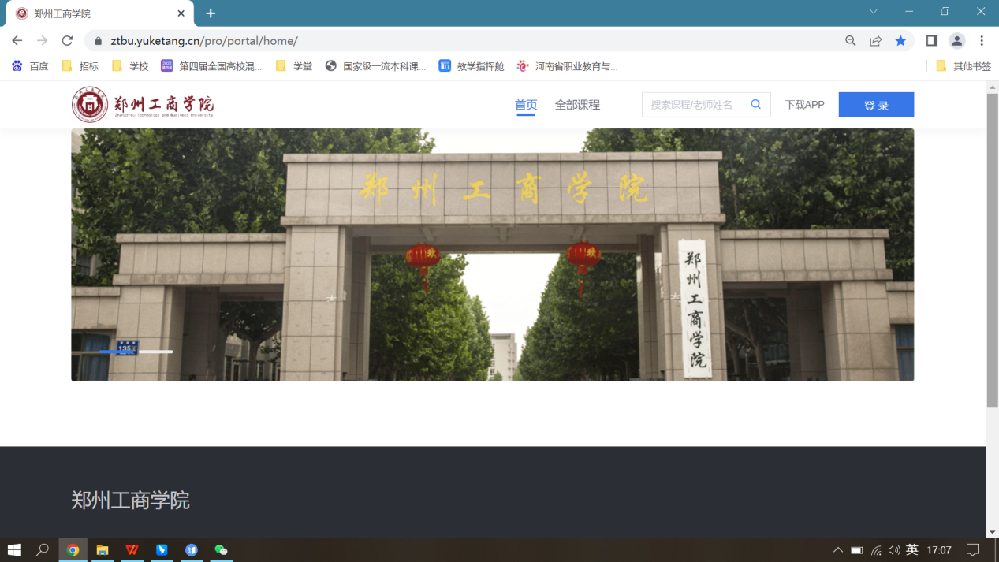 郑州工商学院
ztbu.yuketang.cn/pro/portal/home/
百度 招标 学校 第四届全国高校混... 学堂 国家级一流本科课... 教学指挥舱 河南省职业教育与... 其他书签
郑州工商学院
Zhengzhou Technology and Business University
首页 全部课程 搜索课程/老师姓名 下载APP 登录
郑州工商学院
欢 欢
郑州工商学院
135
郑州工商学院
英 17:07